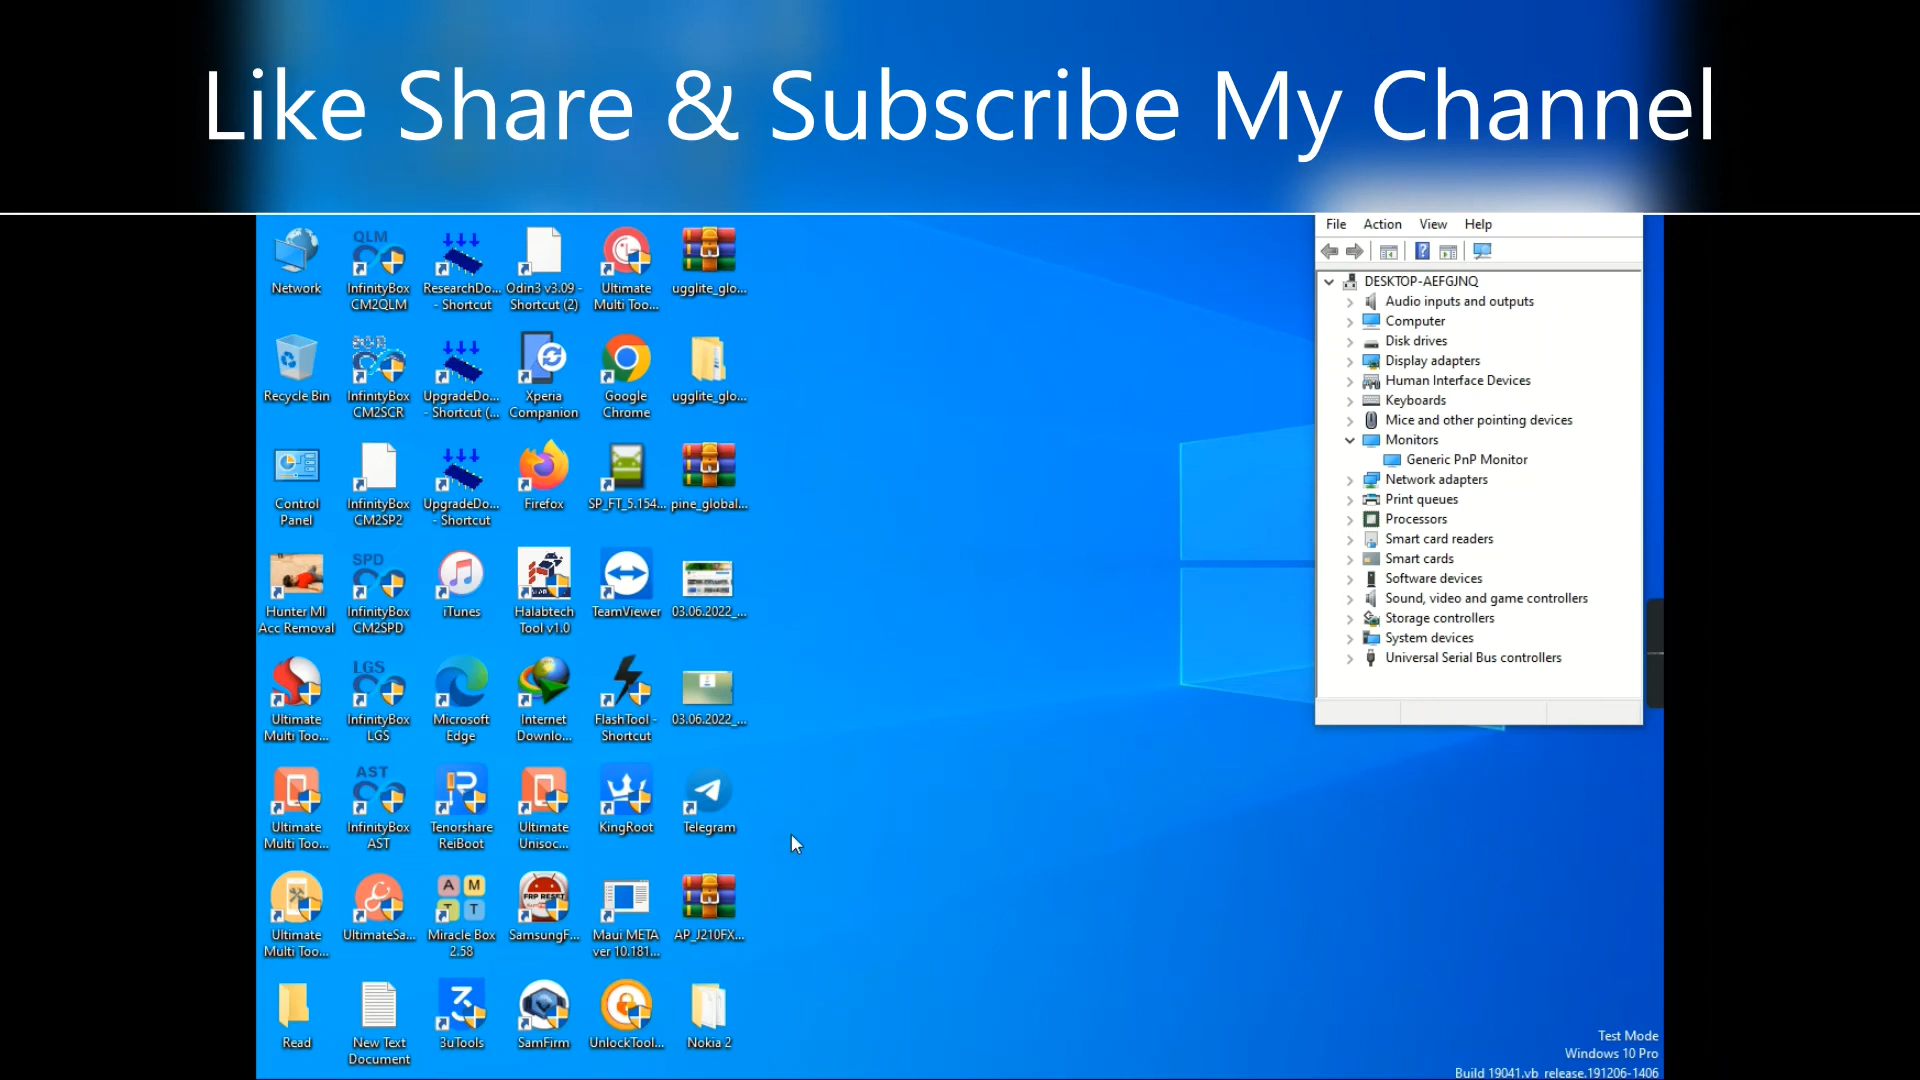 Like Share & Subscribe My Channel
File Action View Help
DESKTOP-AEFGJNQ
Audio inputs and outputs
Computer
Disk drives
Display adapters
Human Interface Devices
Keyboards
Mice and other pointing devices
Monitors
Generic PnP Monitor
Network adapters
Print queues
Processors
Smart card readers
Smart cards
Software devices
Sound, video and game controllers
Storage controllers
System devices
Universal Serial Bus controllers
Network
QLM
InfinityBox
CM2QLM
ResearchDo...
- Shortcut
Odin3 v3.09 -
Shortcut (2)
Ultimate
Multi Too...
ugglite_glo...
Recycle Bin
SCR
InfinityBox
CM2SCR
UpgradeDo...
- Shortcut (...
Xperia
Companion
Google
Chrome
ugglite_glo...
Control
Panel
InfinityBox
CM2SP2
UpgradeDo...
- Shortcut
Firefox
SP_FT_5.154...
pine_global...
Hunter MI
Acc Removal
SPD
InfinityBox
CM2SPD
iTunes
Halabtech
Tool v1.0
TeamViewer
03.06.2022_...
Ultimate
Multi Too...
LGS
InfinityBox
LGS
Microsoft
Edge
Internet
Downlo...
FlashTool -
Shortcut
03.06.2022_...
Ultimate
Multi Too...
AST
InfinityBox
AST
Tenorshare
ReiBoot
Ultimate
Unisoc...
KingRoot
Telegram
Ultimate
Multi Too...
UltimateSa...
A M
T T
Miracle Box
2.58
FRP RESET
SamsungF...
Maui META
ver 10.181...
AP_J210FX...
Read
New Text
Document
3uTools
SamFirm
UnlockTool...
Nokia 2
Test Mode
Windows 10 Pro
Build 19041.vb_release.191206-1406